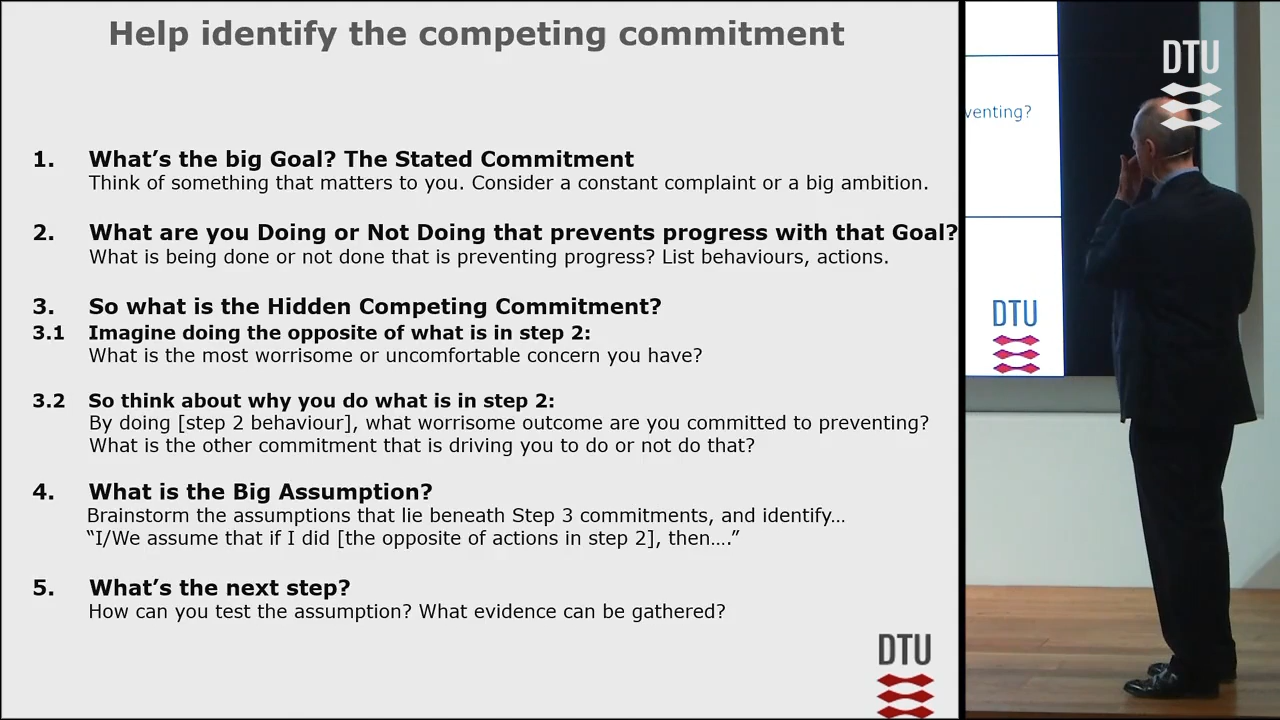 Help identify the competing commitment
1. What’s the big Goal? The Stated Commitment
Think of something that matters to you. Consider a constant complaint or a big ambition.
2. What are you Doing or Not Doing that prevents progress with that Goal?
What is being done or not done that is preventing progress? List behaviours, actions.
3. So what is the Hidden Competing Commitment?
3.1 Imagine doing the opposite of what is in step 2:
What is the most worrisome or uncomfortable concern you have?
3.2 So think about why you do what is in step 2:
By doing [step 2 behaviour], what worrisome outcome are you committed to preventing?
What is the other commitment that is driving you to do or not do that?
4. What is the Big Assumption?
Brainstorm the assumptions that lie beneath Step 3 commitments, and identify…
“I/We assume that if I did [the opposite of actions in step 2], then….”
5. What’s the next step?
How can you test the assumption? What evidence can be gathered?
DTU
DTU
venting?
DTU